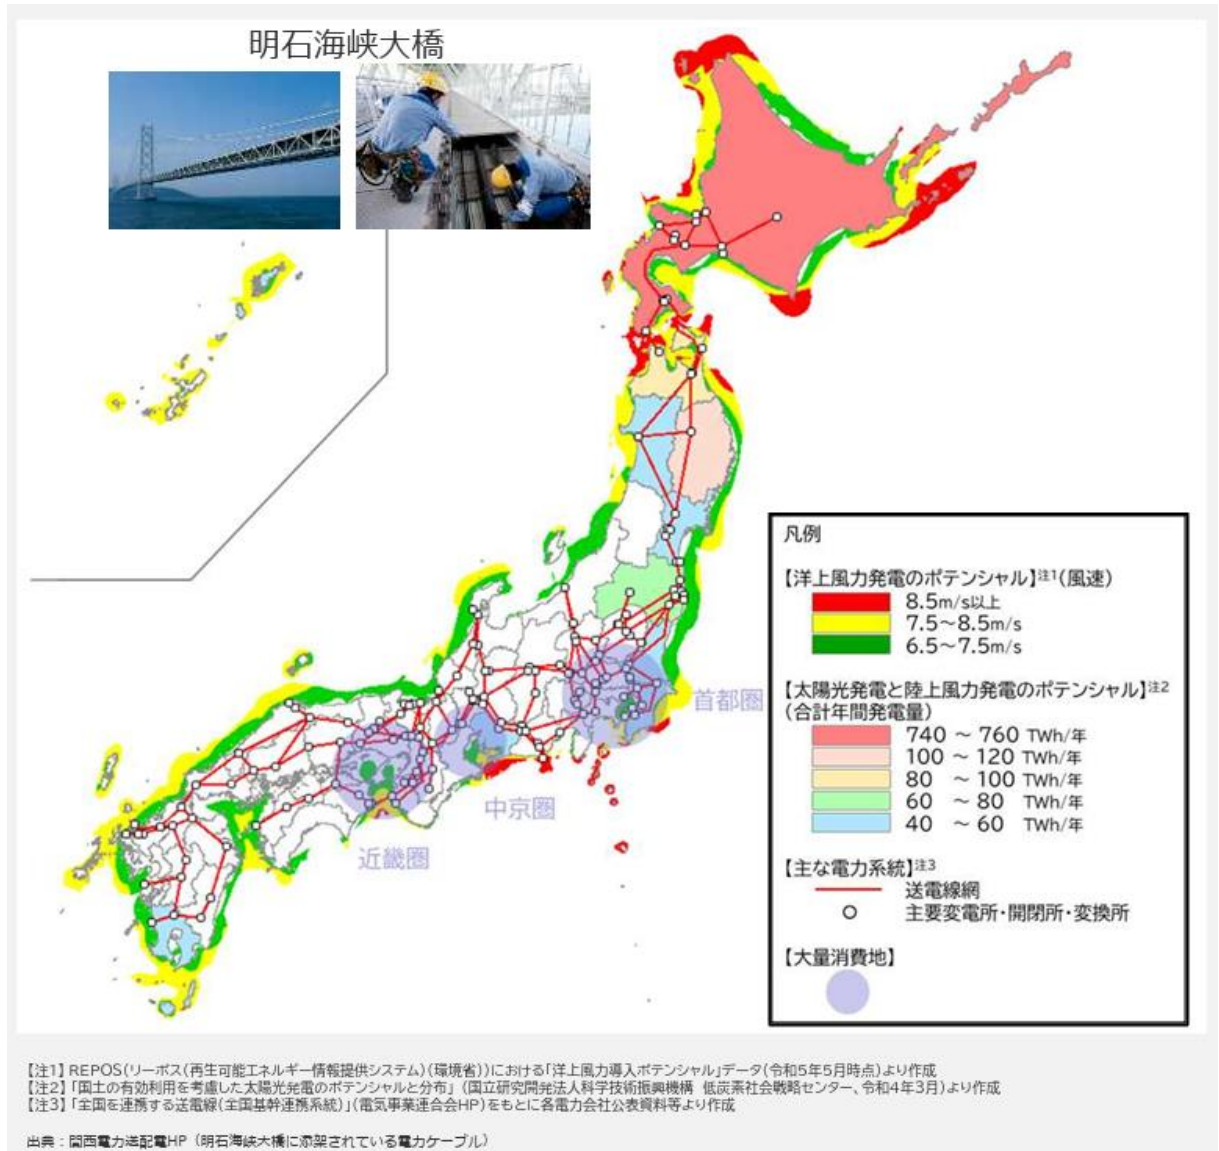 明石海峡大橋
首都圏
中京圏
近畿圏
凡例
【洋上風力発電のポテンシャル】注1(風速)
8.5m/s以上
7.5～8.5m/s
6.5～7.5m/s
【太陽光発電と陸上風力発電のポテンシャル】注2
(合計年間発電量)
740 ～ 760 TWh/年
100 ～ 120 TWh/年
80 ～ 100 TWh/年
60 ～ 80 TWh/年
40 ～ 60 TWh/年
【主な電力系統】注3
送電線網
主要変電所・開閉所・変換所
【大量消費地】
【注1】 REPOS(リーポス(再生可能エネルギー情報提供システム)(環境省))における「洋上風力導入ポテンシャル」データ(令和5年5月時点)より作成
【注2】 「国土の有効利用を考慮した太陽光発電のポテンシャルと分布」 (国立研究開発法人科学技術振興機構 低炭素社会戦略センター、令和4年3月)より作成
【注3】 「全国を連携する送電線(全国基幹連携系統)」(電気事業連合会HP)をもとに各電力会社公表資料等より作成
出典：関西電力送配電HP (明石海峡大橋に添架されている電力ケーブル)